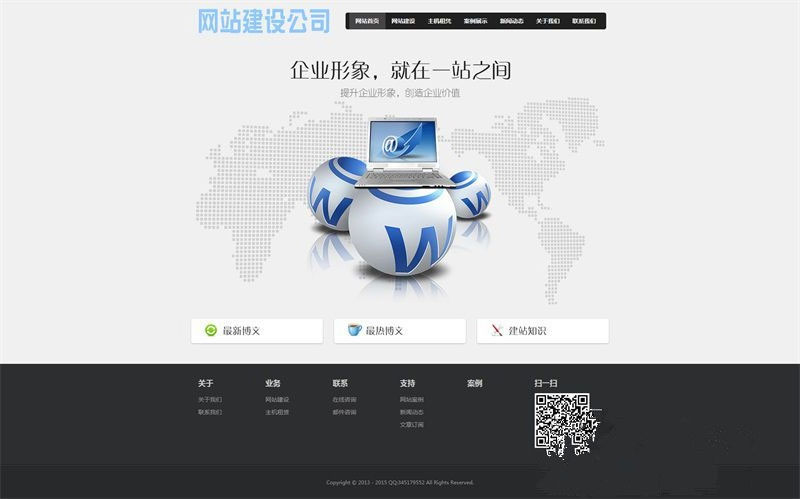 网站建设公司
网站首页 网站建设 主机租凭 案例展示 新闻动态 关于我们 联系我们
企业形象，就在一站之间
提升企业形象，创造企业价值
@
W W W
最新博文 最热博文 建站知识
关于 业务 联系 支持 案例 扫一扫
关于我们 网站建设 在线咨询 网站案例
联系我们 主机租赁 邮件咨询 新闻动态
文章订阅
Copyright © 2013 - 2015 QQ:345179552 All Rights Reserved.